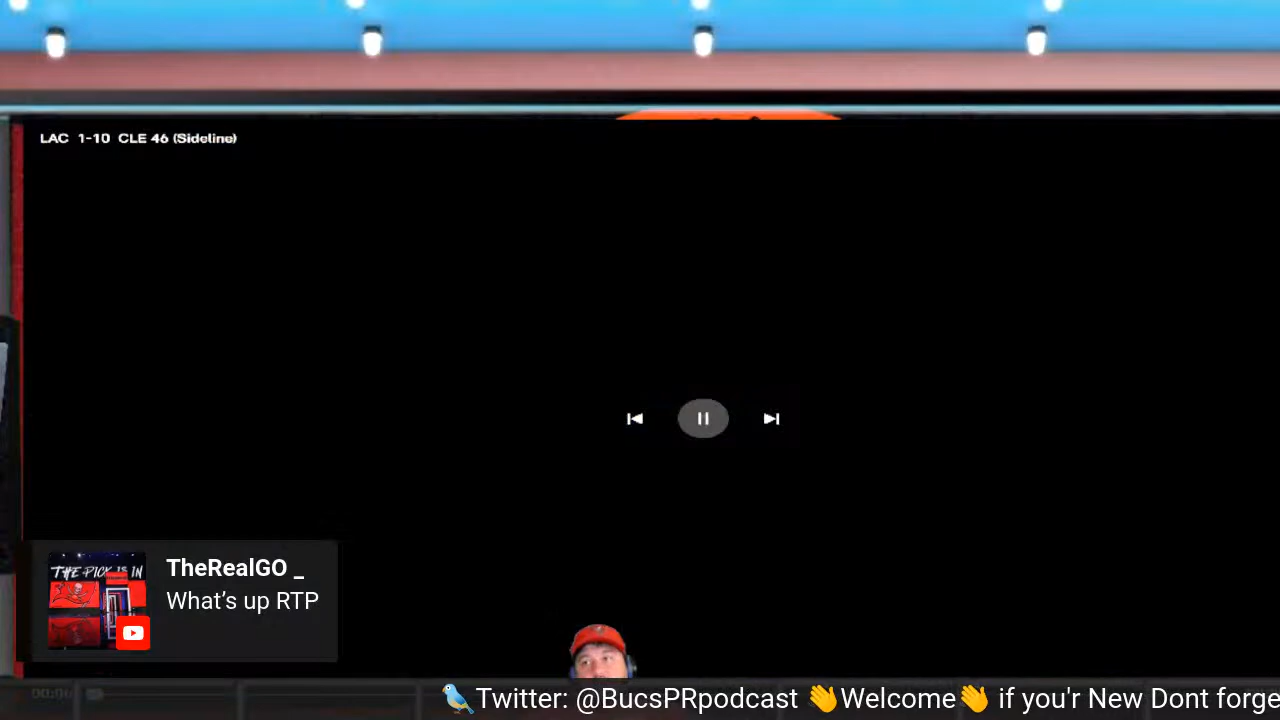 LAC 1-10 CLE 46 (Sideline)
THE PICK IS IN
TheRealGO _
What's up RTP
🐦Twitter: @BucsPRpodcast 👋Welcome👋 if you'r New Dont forge